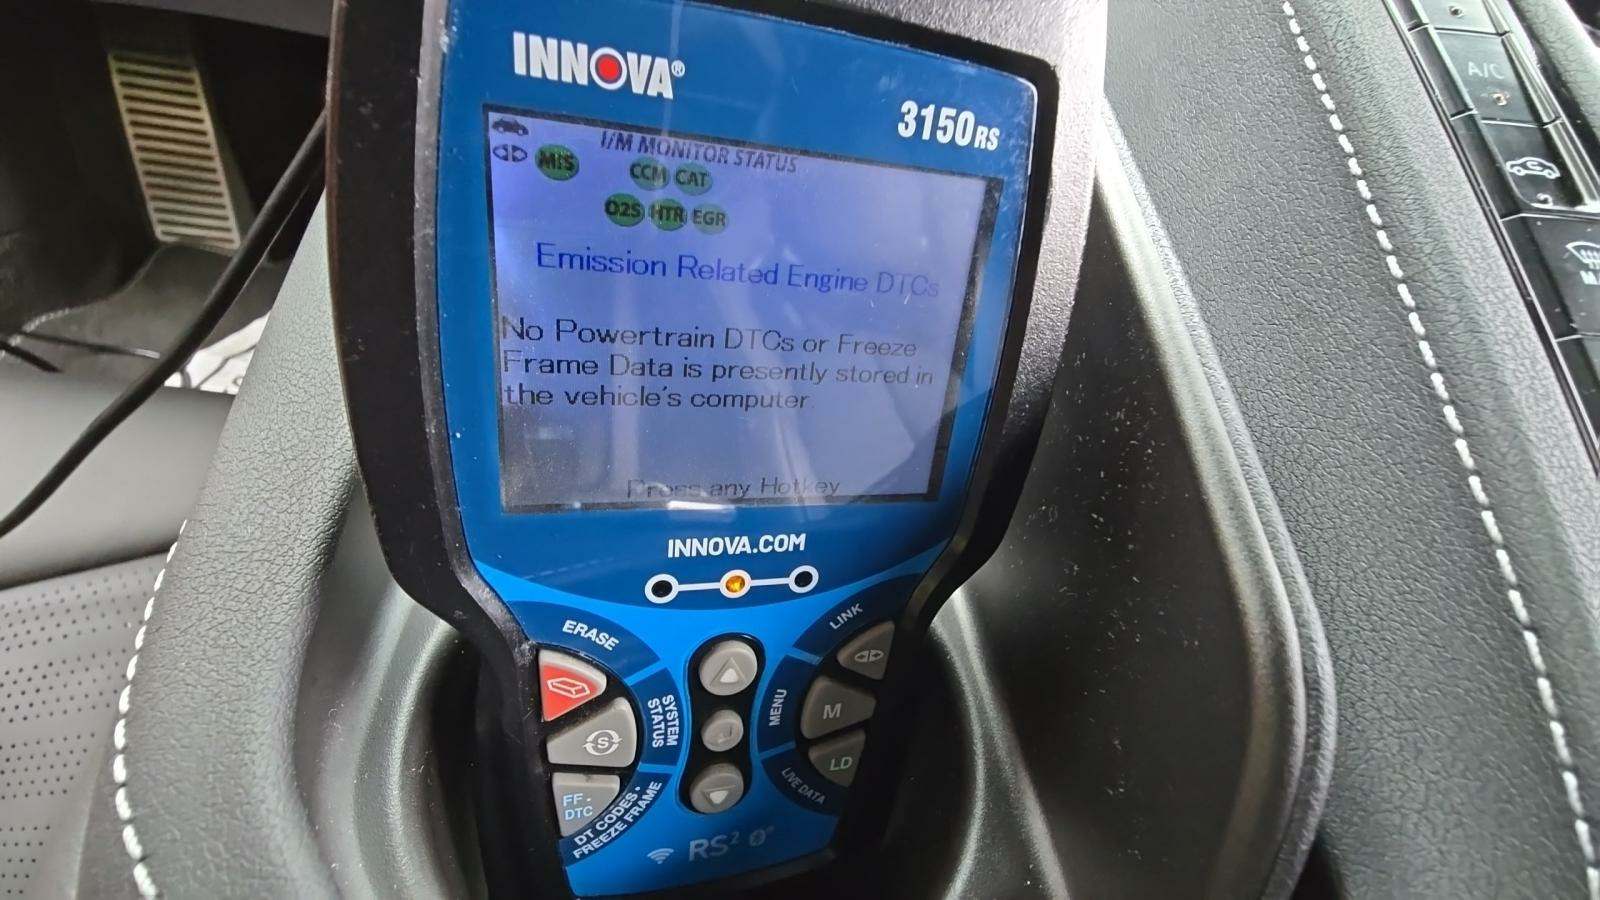 INNOVA®
3150RS
I/M MONITOR STATUS
MIS CCM CAT
O2S HTR EGR
Emission Related Engine DTCs
No Powertrain DTCs or Freeze
Frame Data is presently stored in
the vehicle's computer.
Press any Hotkey
INNOVA.COM
ERASE
LINK
S
SYSTEM
STATUS
MENU
M
FF-
DTC
DT CODES •
FREEZE FRAME
LD
LIVE DATA
RS²
A/C